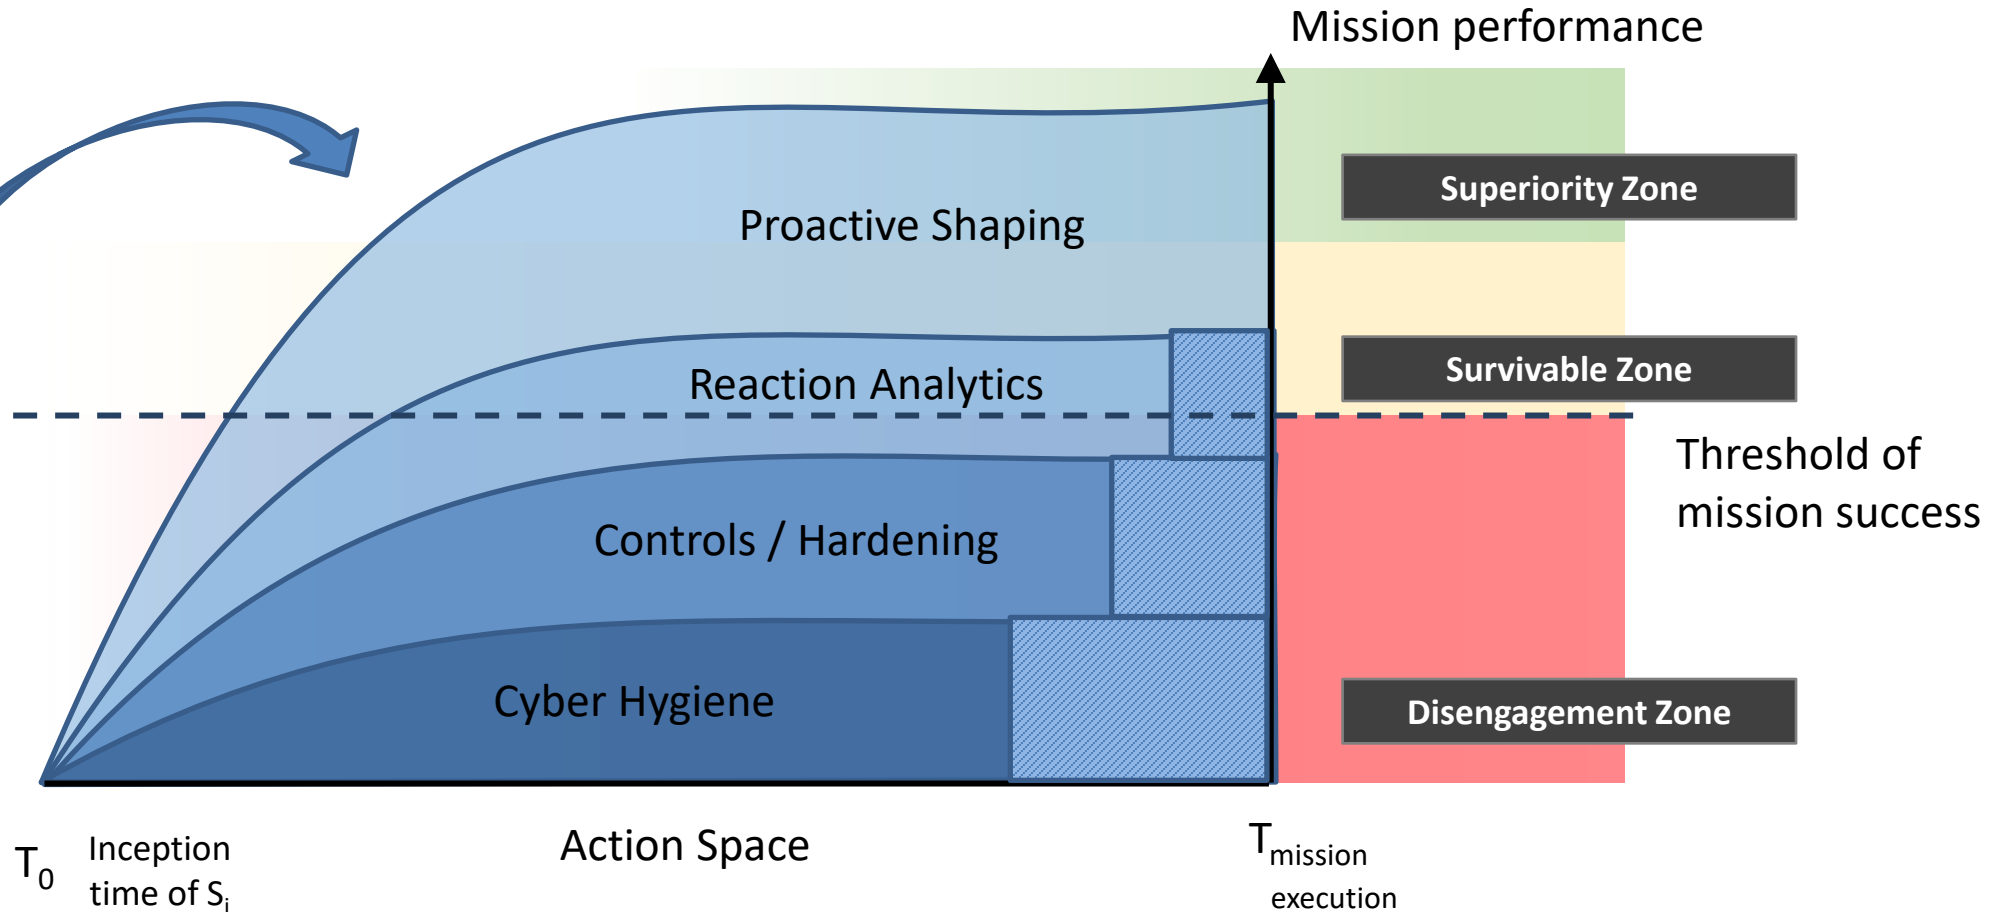 Mission performance
Superiority Zone
Proactive Shaping
Survivable Zone
Reaction Analytics
Threshold of
mission success
Controls / Hardening
Cyber Hygiene
Disengagement Zone
T0
Inception
time of Si
Action Space
Tmission
execution